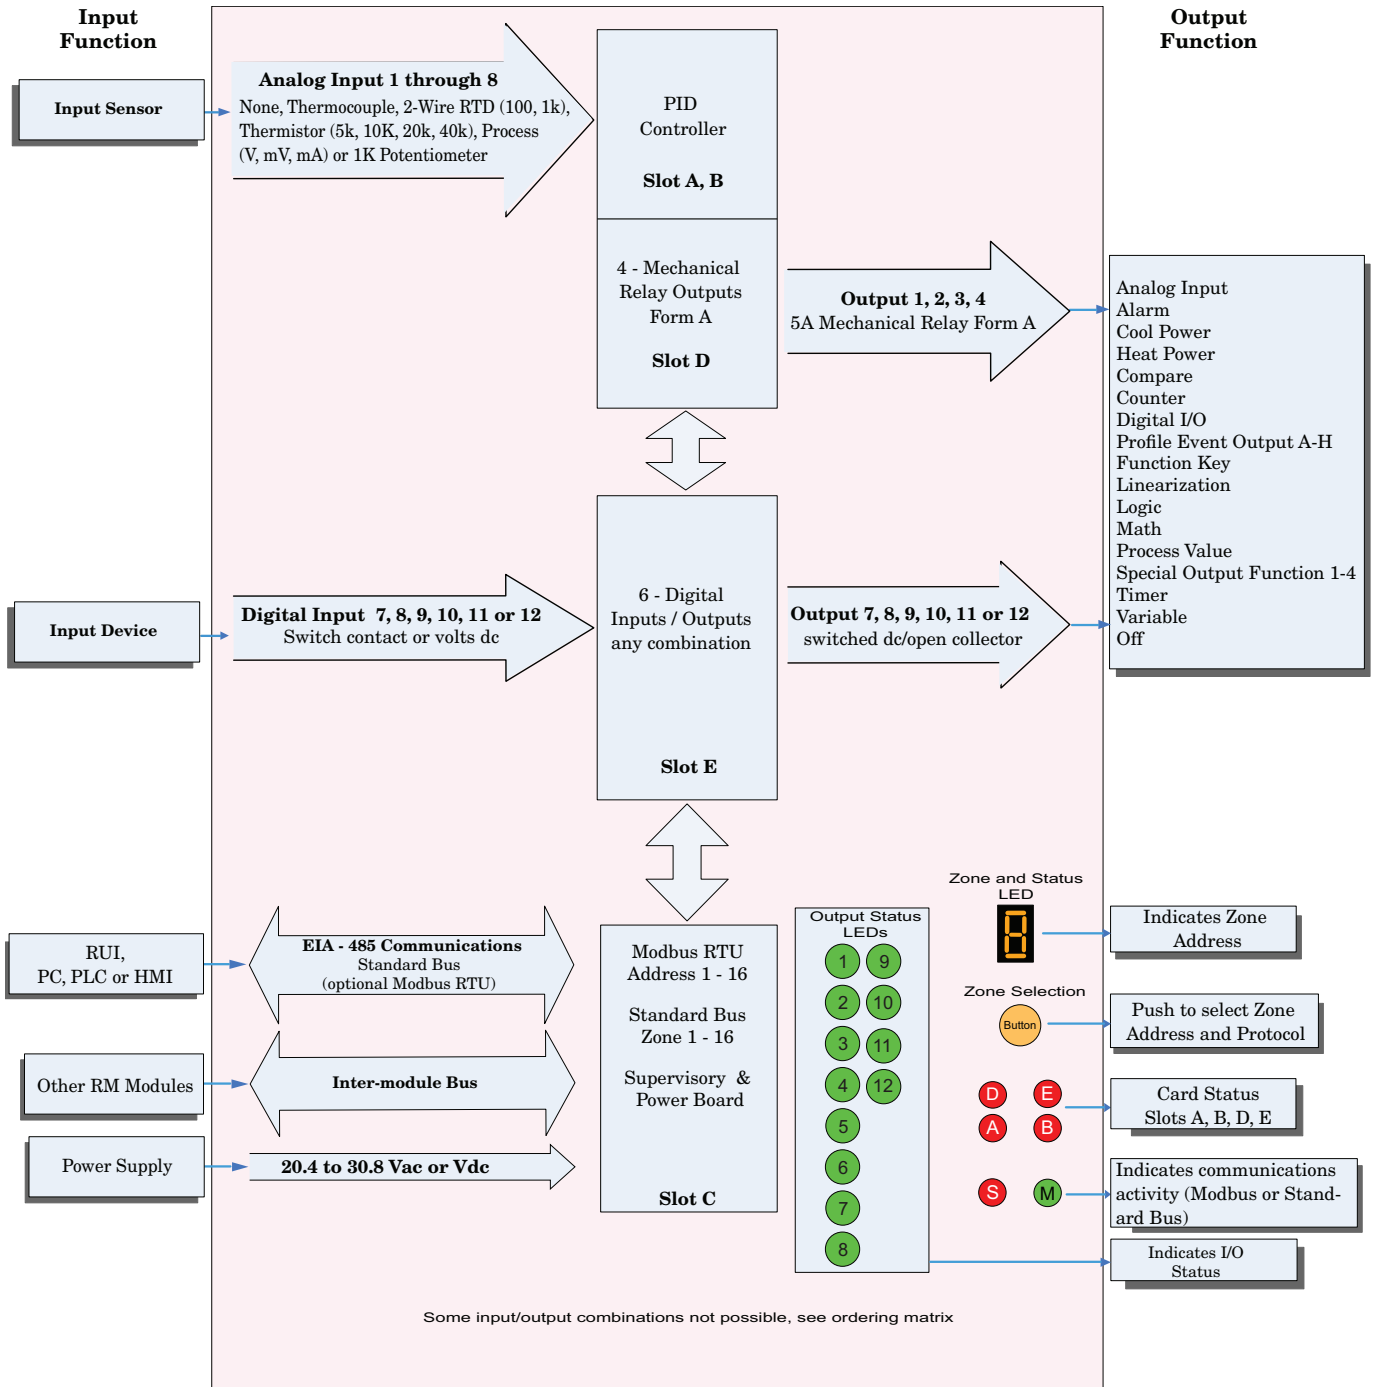 Input
Function
Output
Function
Input Sensor
Analog Input 1 through 8
None, Thermocouple, 2-Wire RTD (100, 1k),
Thermistor (5k, 10K, 20k, 40k), Process
(V, mV, mA) or 1K Potentiometer
PID
Controller
Slot A, B
4 - Mechanical
Relay Outputs
Form A
Slot D
Output 1, 2, 3, 4
5A Mechanical Relay Form A
Analog Input
Alarm
Cool Power
Heat Power
Compare
Counter
Digital I/O
Profile Event Output A-H
Function Key
Linearization
Logic
Math
Process Value
Special Output Function 1-4
Timer
Variable
Off
Input Device
Digital Input 7, 8, 9, 10, 11 or 12
Switch contact or volts dc
6 - Digital
Inputs / Outputs
any combination
Slot E
Output 7, 8, 9, 10, 11 or 12
switched dc/open collector
RUI,
PC, PLC or HMI
EIA - 485 Communications
Standard Bus
(optional Modbus RTU)
Other RM Modules
Inter-module Bus
Power Supply
20.4 to 30.8 Vac or Vdc
Modbus RTU
Address 1 - 16
Standard Bus
Zone 1 - 16
Supervisory &
Power Board
Slot C
Output Status
LEDs
1 9
2 10
3 11
4 12
5
6
7
8
Zone and Status
LED
8
Indicates Zone
Address
Zone Selection
Button
Push to select Zone
Address and Protocol
D E
A B
Card Status
Slots A, B, D, E
S M
Indicates communications
activity (Modbus or Stand-
ard Bus)
Indicates I/O
Status
Some input/output combinations not possible, see ordering matrix